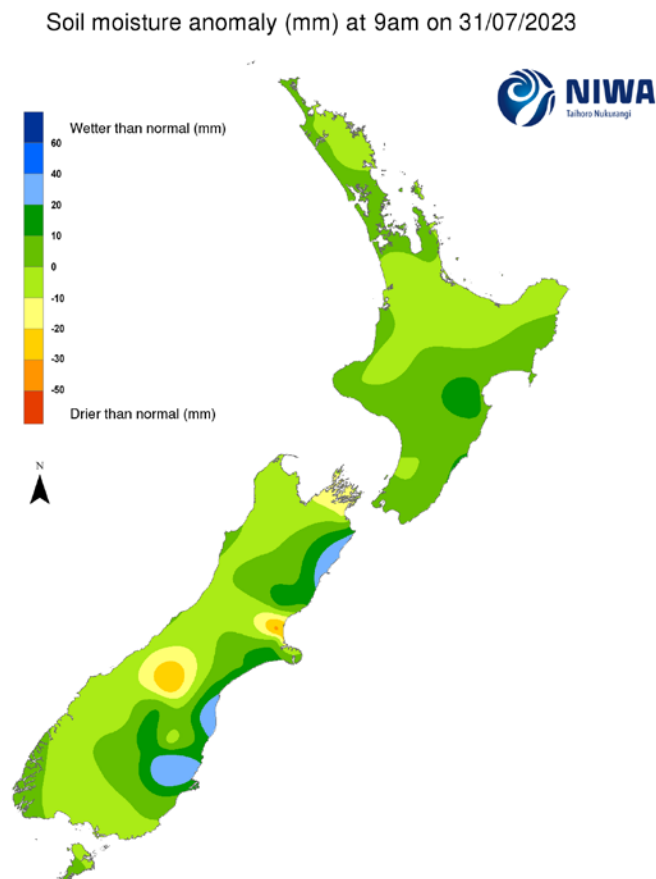 Soil moisture anomaly (mm) at 9am on 31/07/2023
NIWA
Taihoro Nukurangi
Wetter than normal (mm)
60
40
20
10
0
-10
-20
-30
-50
Drier than normal (mm)
N